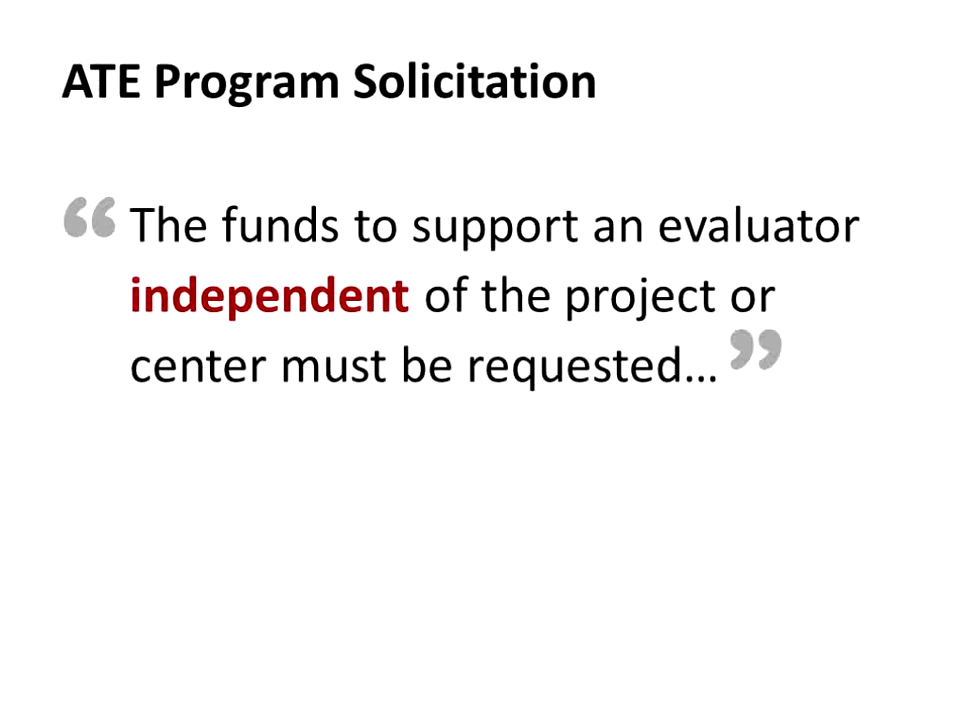 ATE Program Solicitation
“The funds to support an evaluator
independent of the project or
center must be requested…”